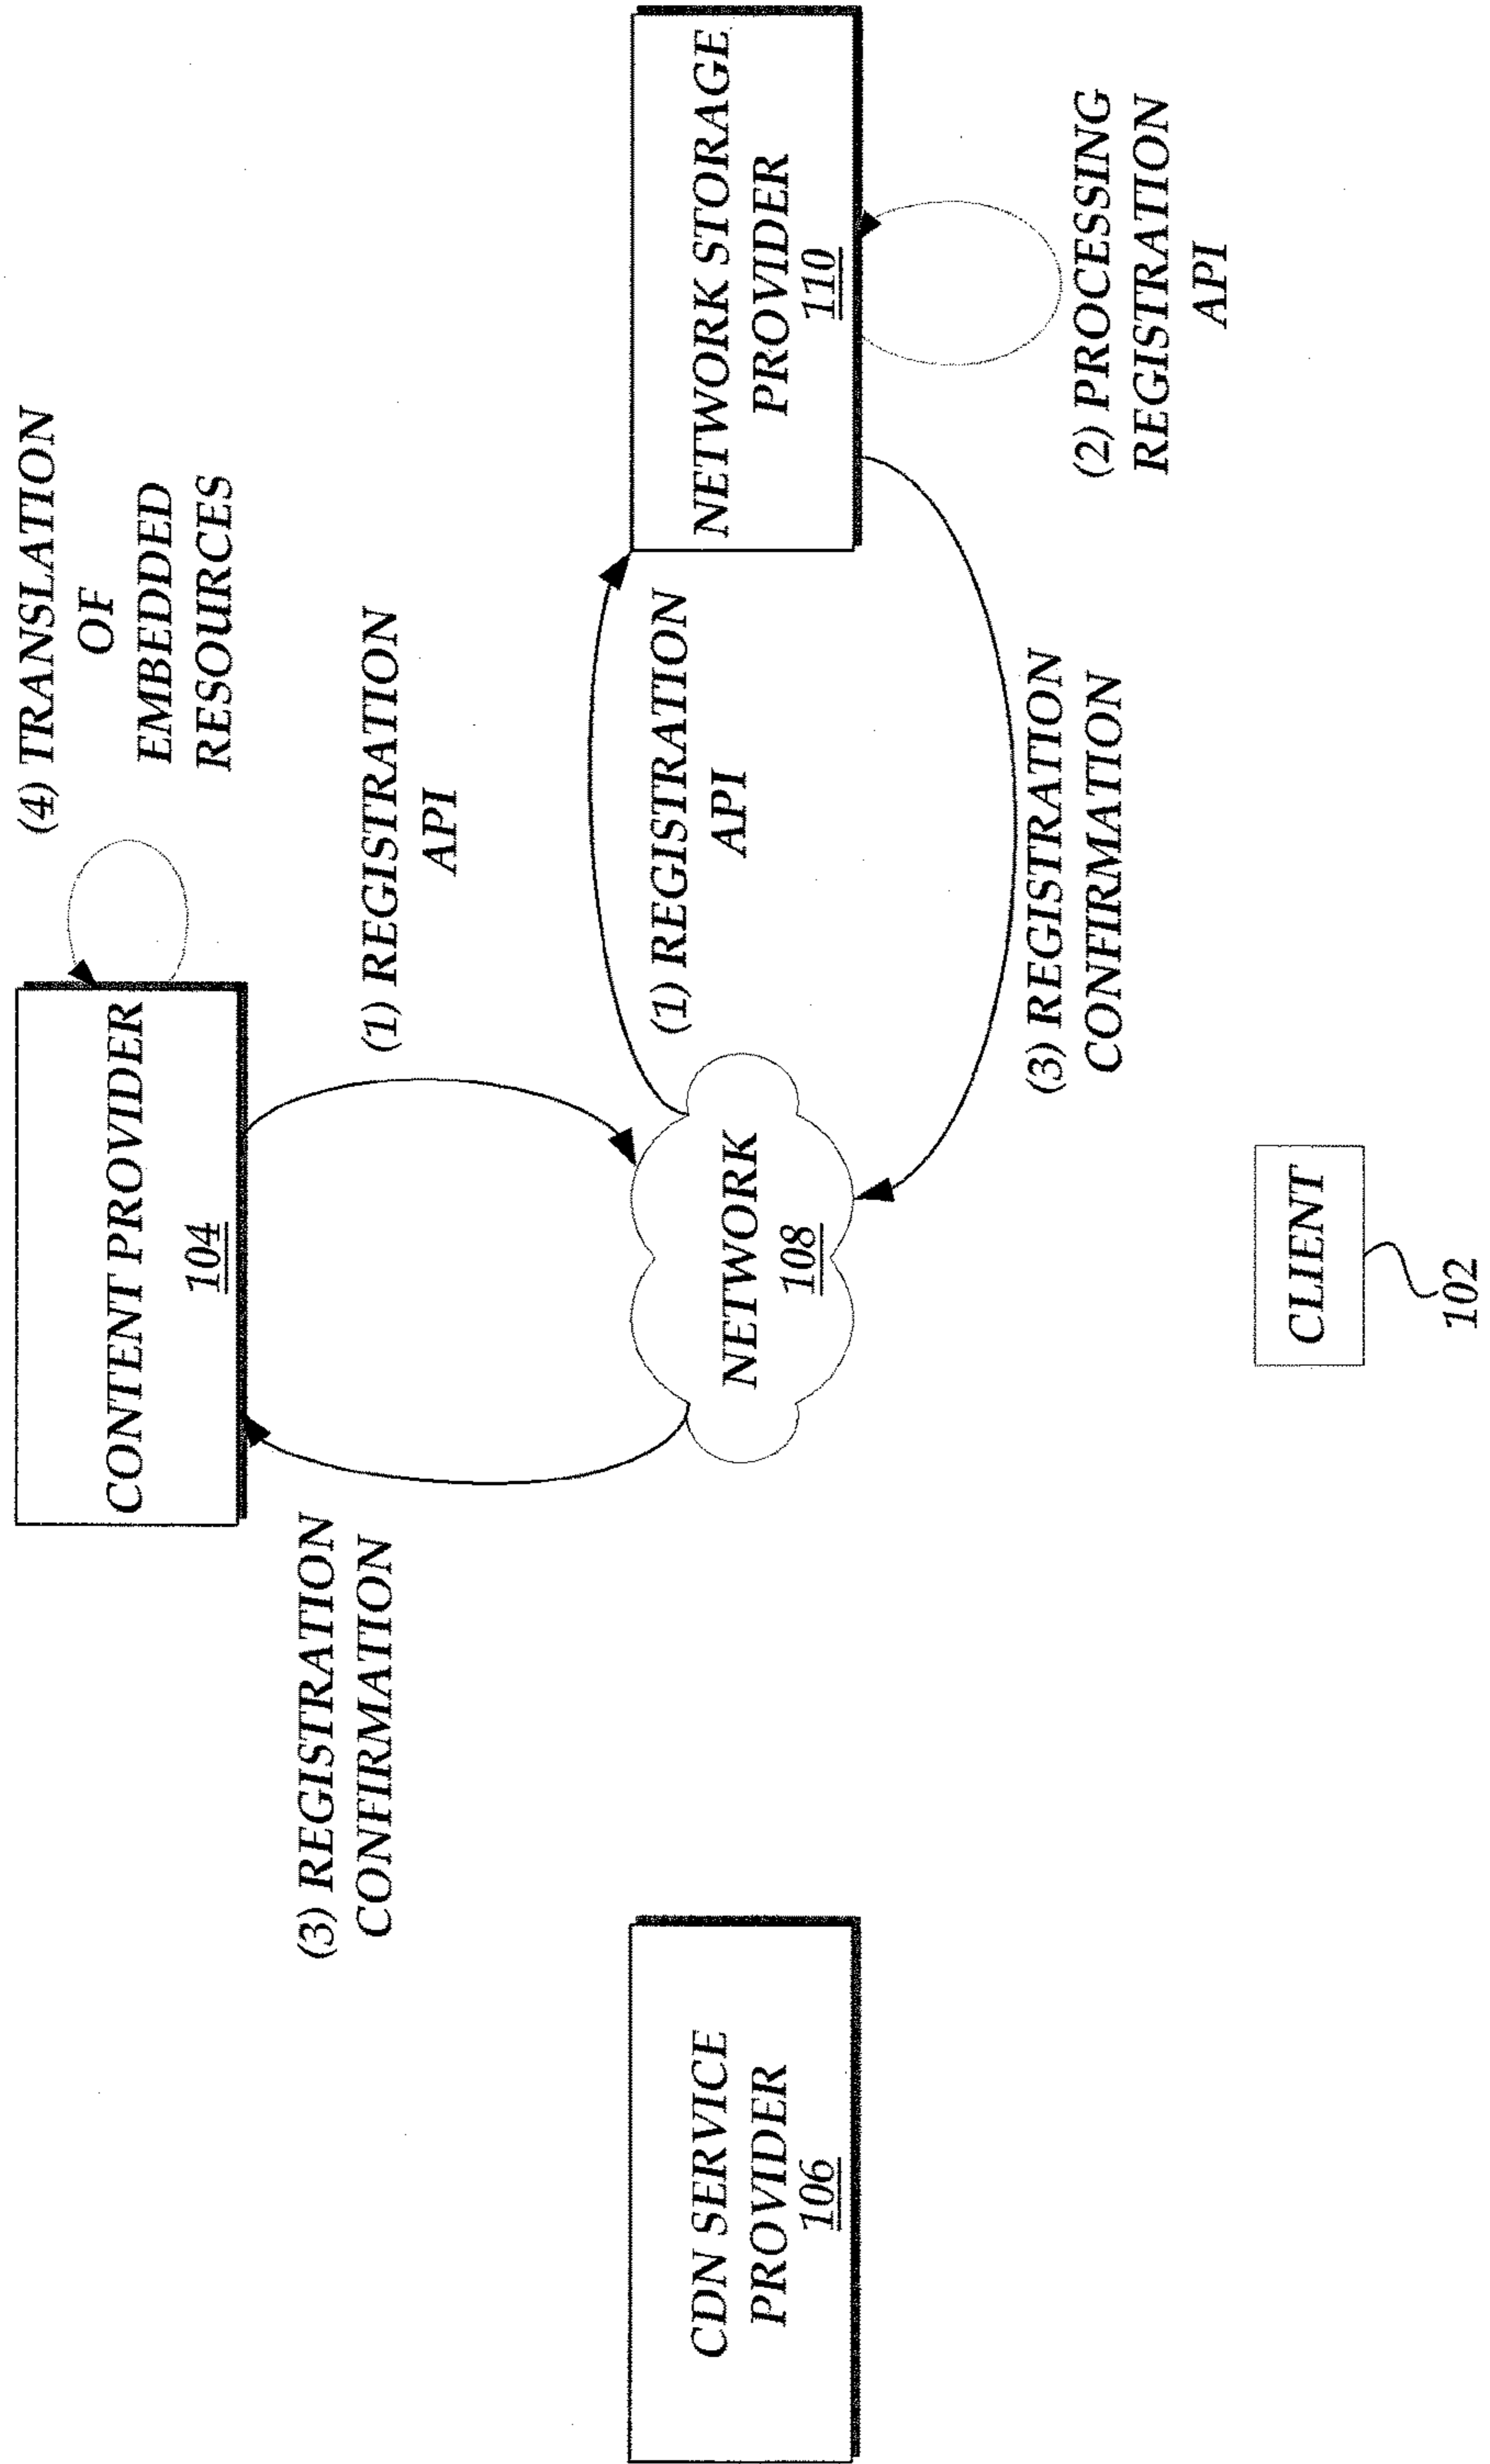 (4) TRANSLATION
OF
EMBEDDED
RESOURCES
CONTENT PROVIDER
104
(3) REGISTRATION
CONFIRMATION
(1) REGISTRATION
API
CDN SERVICE
PROVIDER
106
NETWORK
108
(1) REGISTRATION
API
NETWORK STORAGE
PROVIDER
110
(3) REGISTRATION
CONFIRMATION
(2) PROCESSING
REGISTRATION
API
CLIENT
102